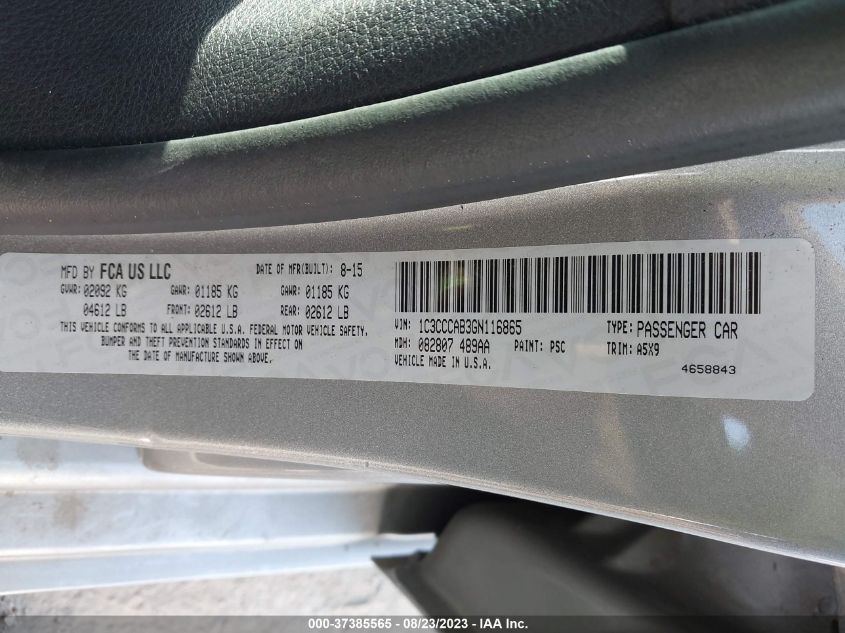 MFD BY FCA US LLC DATE OF MFR(BUILT): 8-15
GVWR: 02092 KG GAWR: 01185 KG GAWR: 01185 KG
04612 LB FRONT: 02612 LB REAR: 02612 LB
THIS VEHICLE CONFORMS TO ALL APPLICABLE U.S.A. FEDERAL MOTOR VEHICLE SAFETY,
BUMPER AND THEFT PREVENTION STANDARDS IN EFFECT ON
THE DATE OF MANUFACTURE SHOWN ABOVE.
VIN: 1C3CCCAB3GN116865 TYPE: PASSENGER CAR
MDH: 082807 489AA PAINT: PSC TRIM: A5X9
VEHICLE MADE IN U.S.A. 4658843
000-37385565 - 08/23/2023 - IAA Inc.